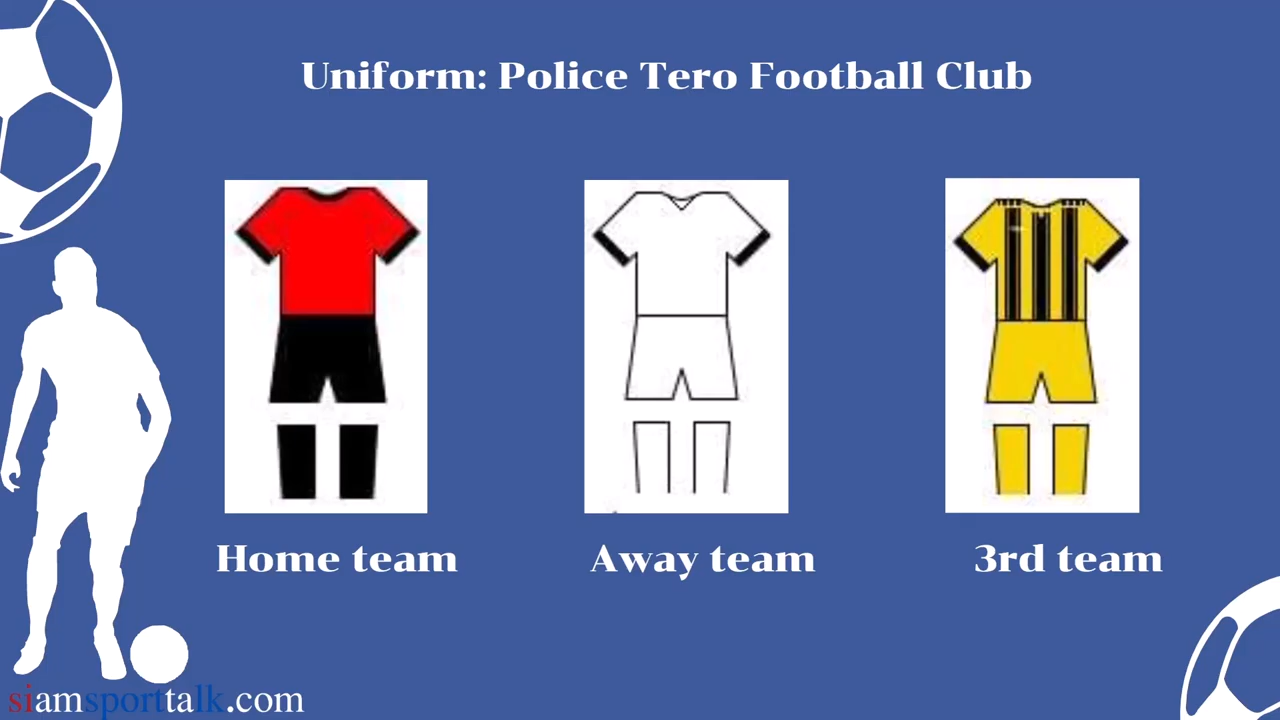 Uniform: Police Tero Football Club
Home team
Away team
3rd team
siamsporttalk.com